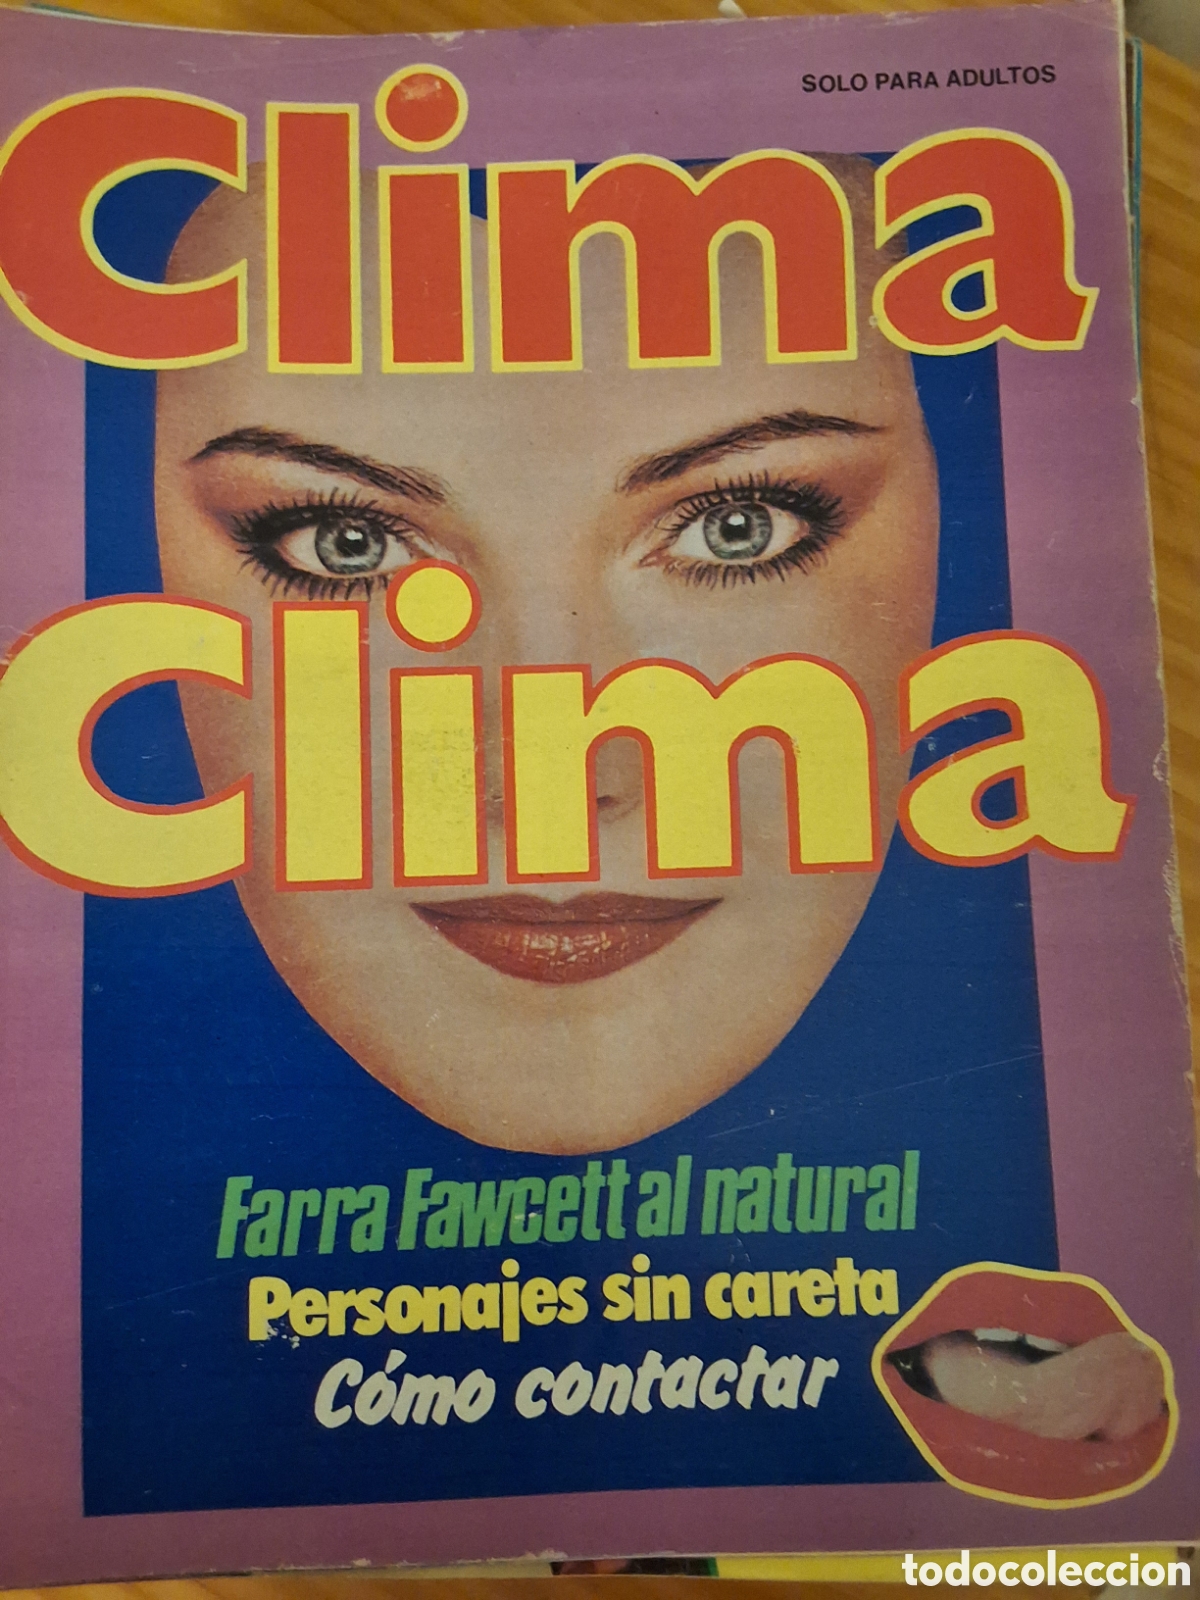 SOLO PARA ADULTOS
Clima
Clima
Farra Fawcett al natural
Personajes sin careta
Cómo contactar
todocoleccion